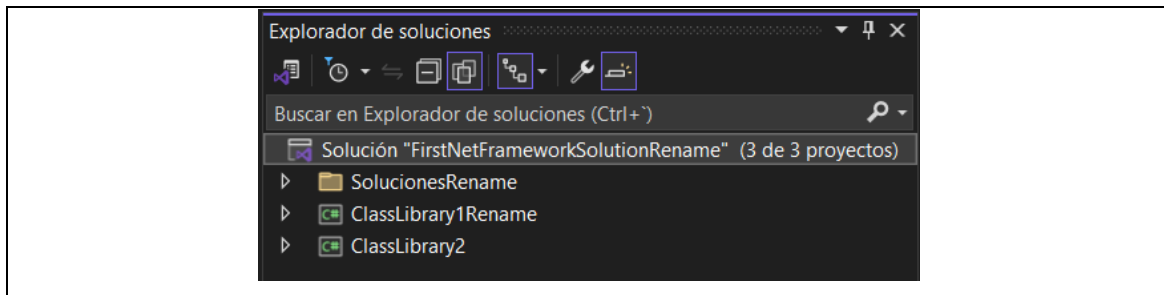 Explorador de soluciones
Buscar en Explorador de soluciones (Ctrl+`)
Solución "FirstNetFrameworkSolutionRename" (3 de 3 proyectos)
SolucionesRename
C# ClassLibrary1Rename
C# ClassLibrary2